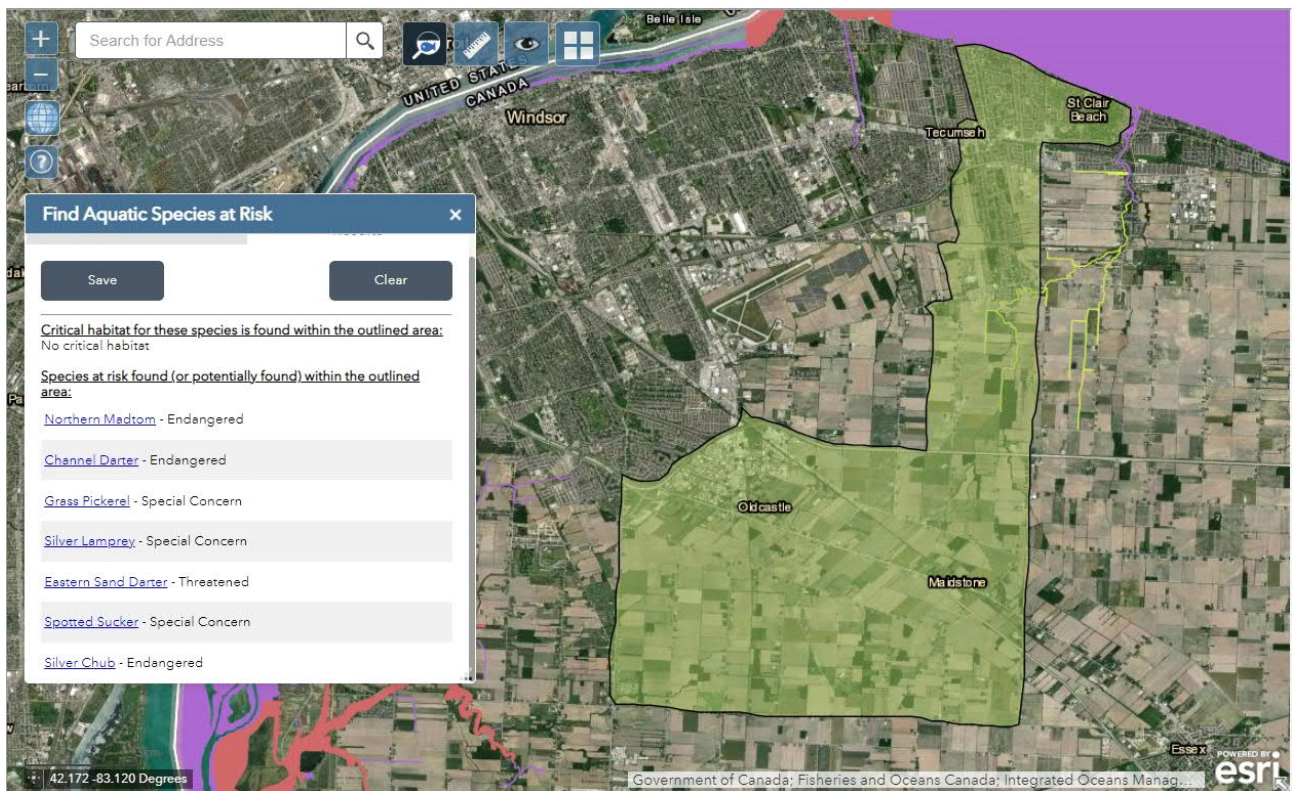 +
Search for Address
Belle Isle
−
UNITED STATES
CANADA
Windsor
St Clair
Beach
Tecumseh
?
Find Aquatic Species at Risk
×
Save
Clear
Critical habitat for these species is found within the outlined area:
No critical habitat
Species at risk found (or potentially found) within the outlined
area:
Northern Madtom - Endangered
Channel Darter - Endangered
Grass Pickerel - Special Concern
Silver Lamprey - Special Concern
Eastern Sand Darter - Threatened
Spotted Sucker - Special Concern
Silver Chub - Endangered
Oldcastle
Maidstone
Essex
42.172 -83.120 Degrees
Government of Canada; Fisheries and Oceans Canada; Integrated Oceans Manag...
POWERED BY
esri